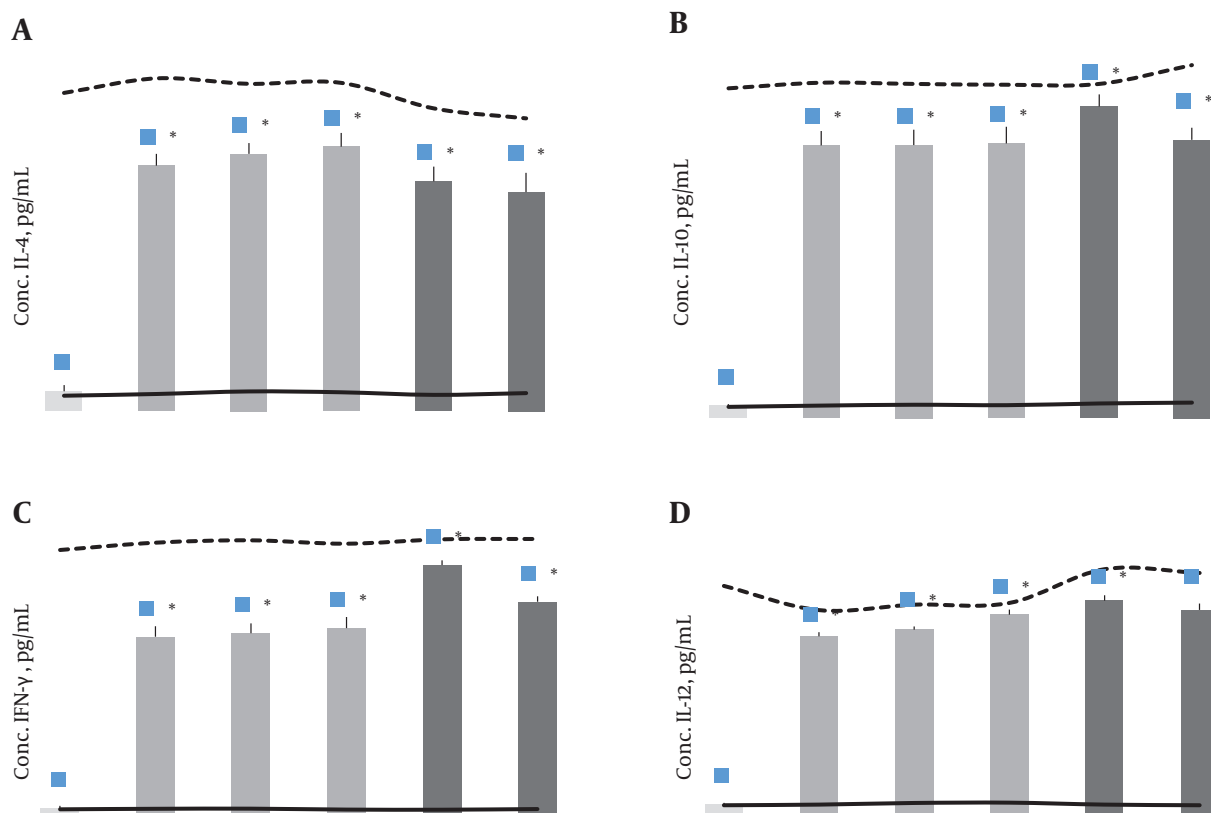 A
Conc. IL-4, pg/mL
* * * * *
B
Conc. IL-10, pg/mL
* * * * *
C
Conc. IFN-γ, pg/mL
* * * * *
D
Conc. IL-12, pg/mL
* * * *